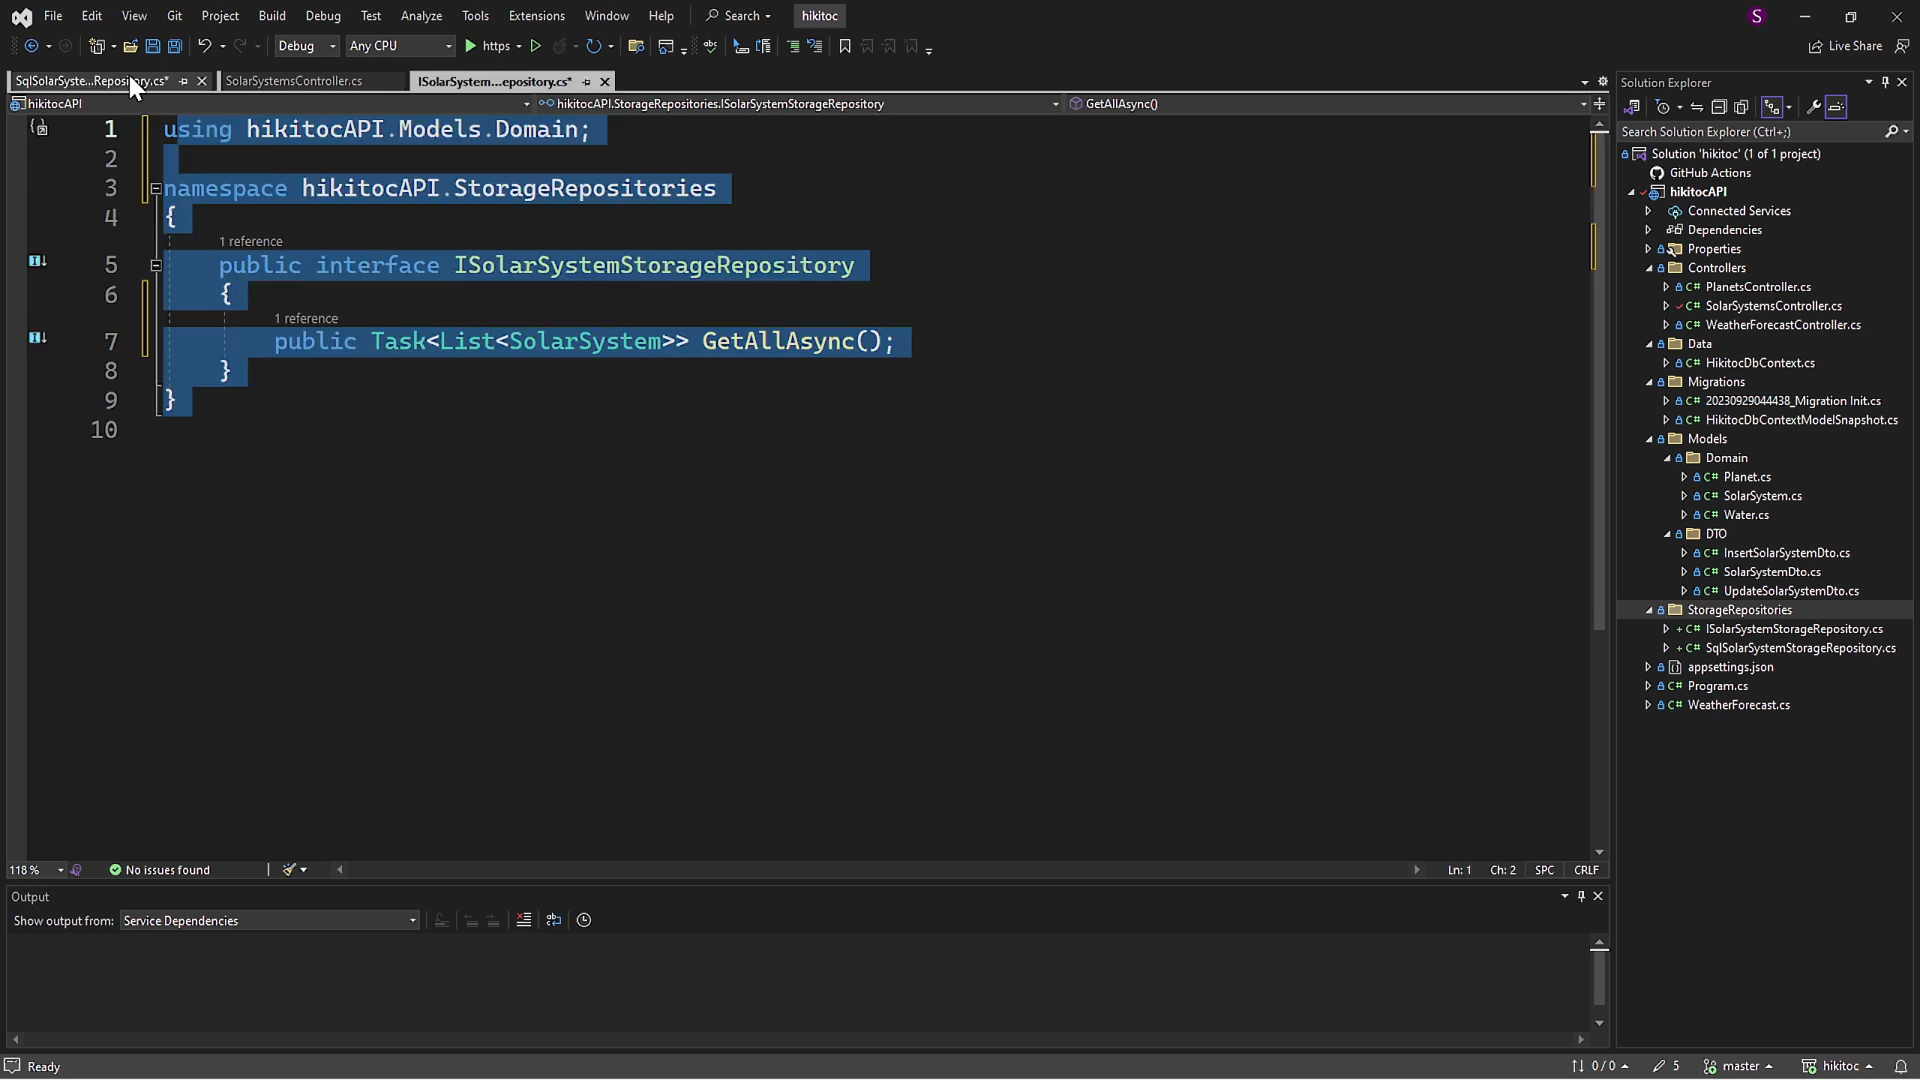 File Edit View Git Project Build Debug Test Analyze Tools Extensions Window Help Search hikitoc S
Debug Any CPU https Live Share
SqlSolarSyste...Repository.cs* SolarSystemsController.cs ISolarSystem...epository.cs*
hikitocAPI hikitocAPI.StorageRepositories.ISolarSystemStorageRepository GetAllAsync()
1 using hikitocAPI.Models.Domain;
2
3 namespace hikitocAPI.StorageRepositories
4 {
1 reference
5 public interface ISolarSystemStorageRepository
6 {
1 reference
7 public Task<List<SolarSystem>> GetAllAsync();
8 }
9 }
10
118 % No issues found Ln: 1 Ch: 2 SPC CRLF
Output
Show output from: Service Dependencies
Solution Explorer
Search Solution Explorer (Ctrl+;)
Solution 'hikitoc' (1 of 1 project)
GitHub Actions
hikitocAPI
Connected Services
Dependencies
Properties
Controllers
C# PlanetsController.cs
C# SolarSystemsController.cs
C# WeatherForecastController.cs
Data
C# HikitocDbContext.cs
Migrations
C# 20230929044438_Migration Init.cs
C# HikitocDbContextModelSnapshot.cs
Models
Domain
C# Planet.cs
C# SolarSystem.cs
C# Water.cs
DTO
C# InsertSolarSystemDto.cs
C# SolarSystemDto.cs
C# UpdateSolarSystemDto.cs
StorageRepositories
+ C# ISolarSystemStorageRepository.cs
+ C# SqlSolarSystemStorageRepository.cs
appsettings.json
C# Program.cs
C# WeatherForecast.cs
Ready 0 / 0 5 master hikitoc